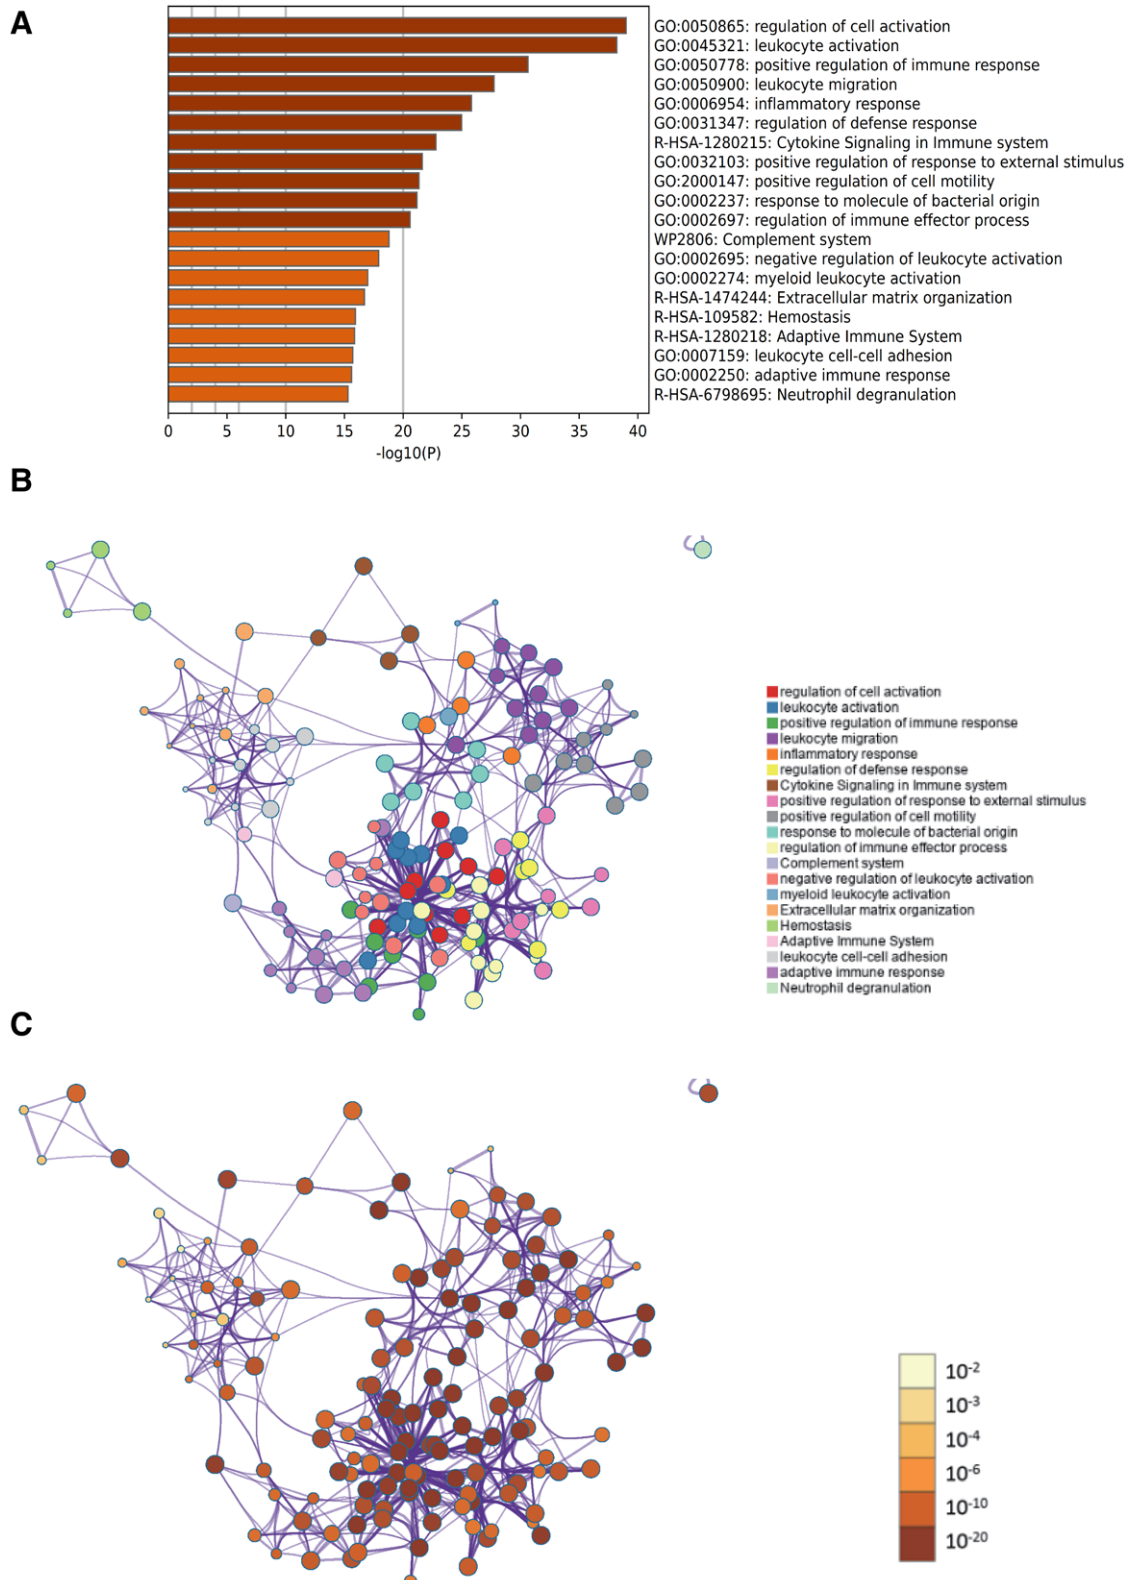 A
GO:0050865: regulation of cell activation
GO:0045321: leukocyte activation
GO:0050778: positive regulation of immune response
GO:0050900: leukocyte migration
GO:0006954: inflammatory response
GO:0031347: regulation of defense response
R-HSA-1280215: Cytokine Signaling in Immune system
GO:0032103: positive regulation of response to external stimulus
GO:2000147: positive regulation of cell motility
GO:0002237: response to molecule of bacterial origin
GO:0002697: regulation of immune effector process
WP2806: Complement system
GO:0002695: negative regulation of leukocyte activation
GO:0002274: myeloid leukocyte activation
R-HSA-1474244: Extracellular matrix organization
R-HSA-109582: Hemostasis
R-HSA-1280218: Adaptive Immune System
GO:0007159: leukocyte cell-cell adhesion
GO:0002250: adaptive immune response
R-HSA-6798695: Neutrophil degranulation
0 5 10 15 20 25 30 35 40
-log10(P)
B
regulation of cell activation
leukocyte activation
positive regulation of immune response
leukocyte migration
inflammatory response
regulation of defense response
Cytokine Signaling in Immune system
positive regulation of response to external stimulus
positive regulation of cell motility
response to molecule of bacterial origin
regulation of immune effector process
Complement system
negative regulation of leukocyte activation
myeloid leukocyte activation
Extracellular matrix organization
Hemostasis
Adaptive Immune System
leukocyte cell-cell adhesion
adaptive immune response
Neutrophil degranulation
C
10⁻²
10⁻³
10⁻⁴
10⁻⁶
10⁻¹⁰
10⁻²⁰